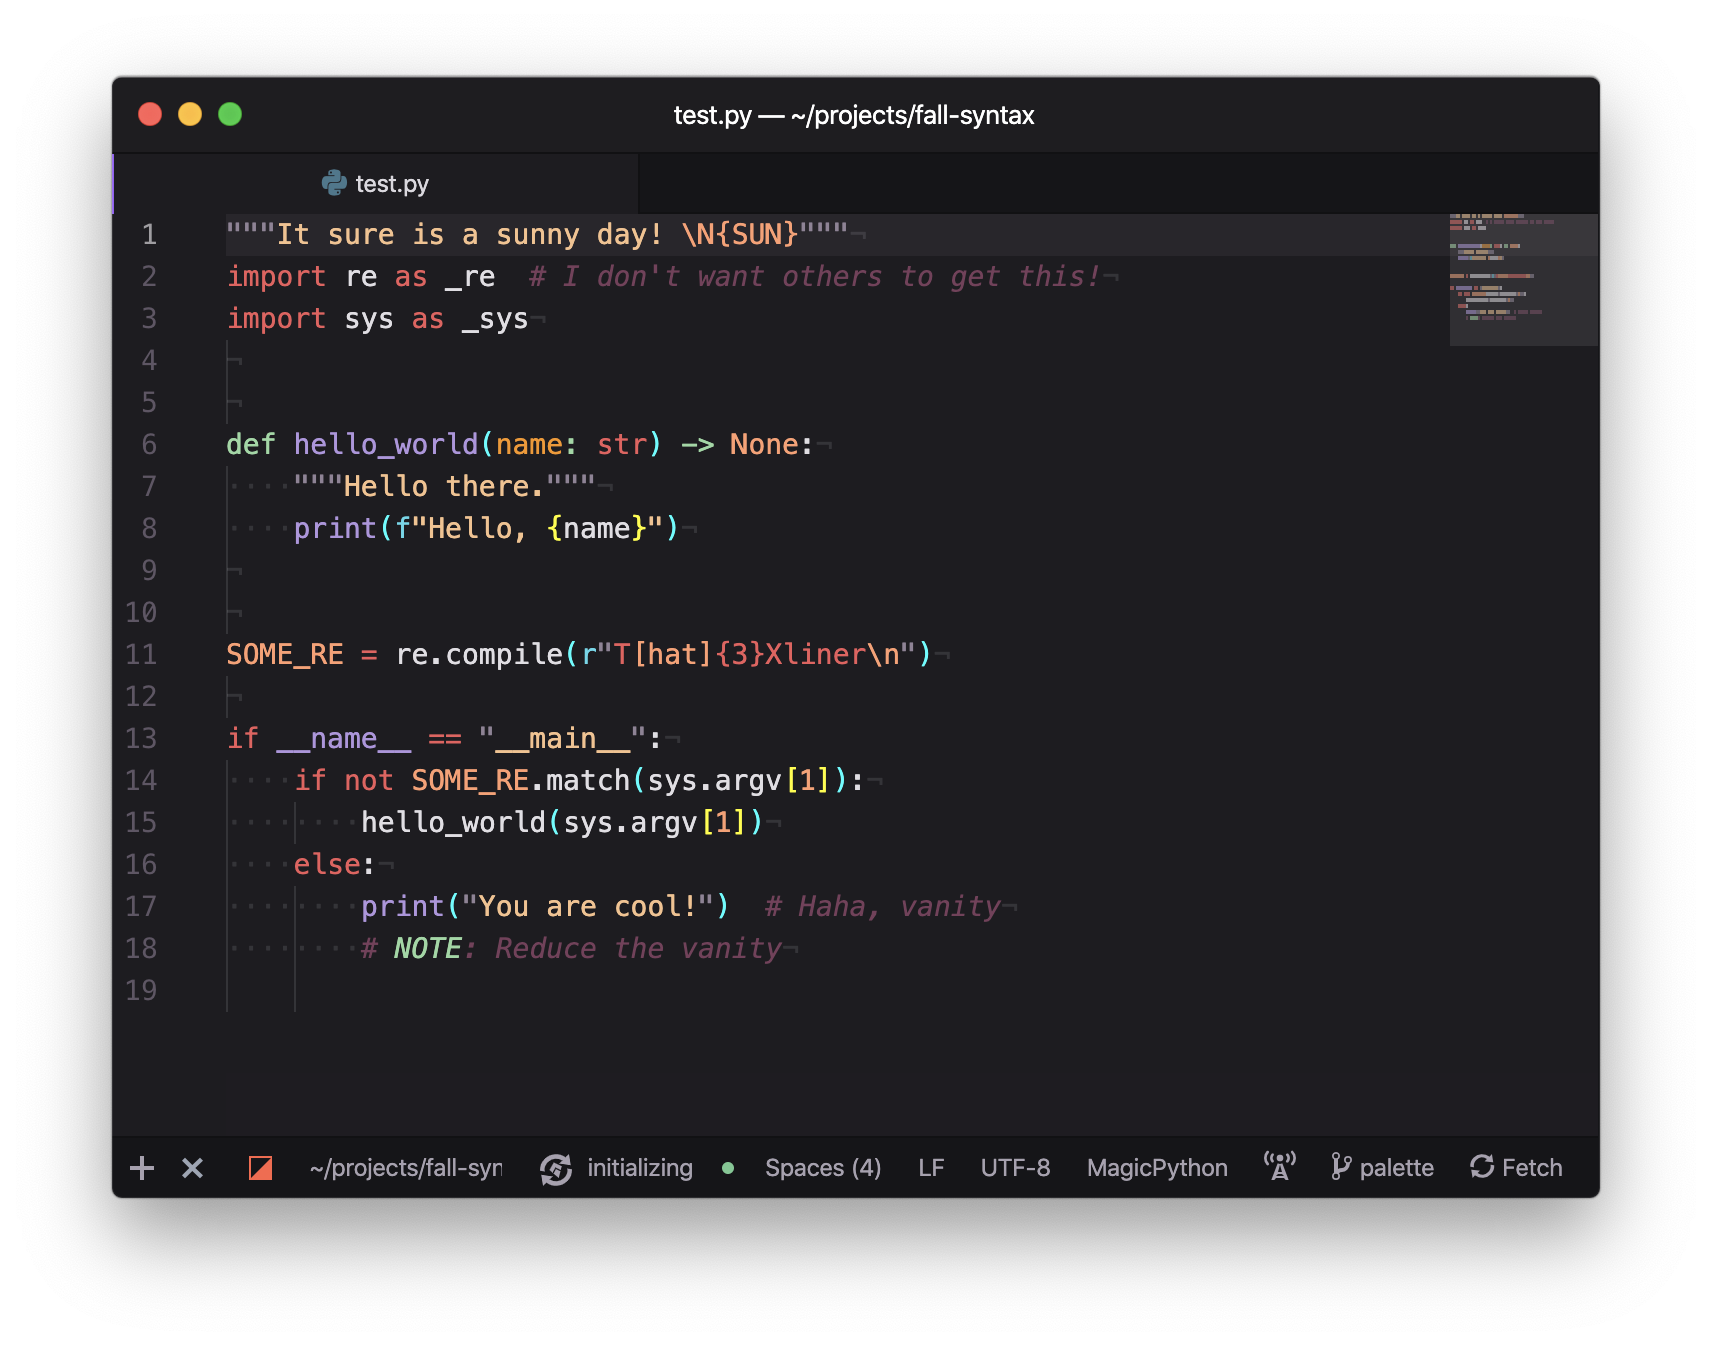 test.py — ~/projects/fall-syntax
test.py
1 """It sure is a sunny day! \N{SUN}"""¬
2 import re as _re  # I don't want others to get this!¬
3 import sys as _sys¬
4 ¬
5 ¬
6 def hello_world(name: str) -> None:¬
7 ····"""Hello there."""¬
8 ····print(f"Hello, {name}")¬
9 ¬
10 ¬
11 SOME_RE = re.compile(r"T[hat]{3}Xliner\n")¬
12 ¬
13 if __name__ == "__main__":¬
14 ····if not SOME_RE.match(sys.argv[1]):¬
15 ········hello_world(sys.argv[1])¬
16 ····else:¬
17 ········print("You are cool!")  # Haha, vanity¬
18 ········# NOTE: Reduce the vanity¬
19
~/projects/fall-syn initializing Spaces (4) LF UTF-8 MagicPython palette Fetch